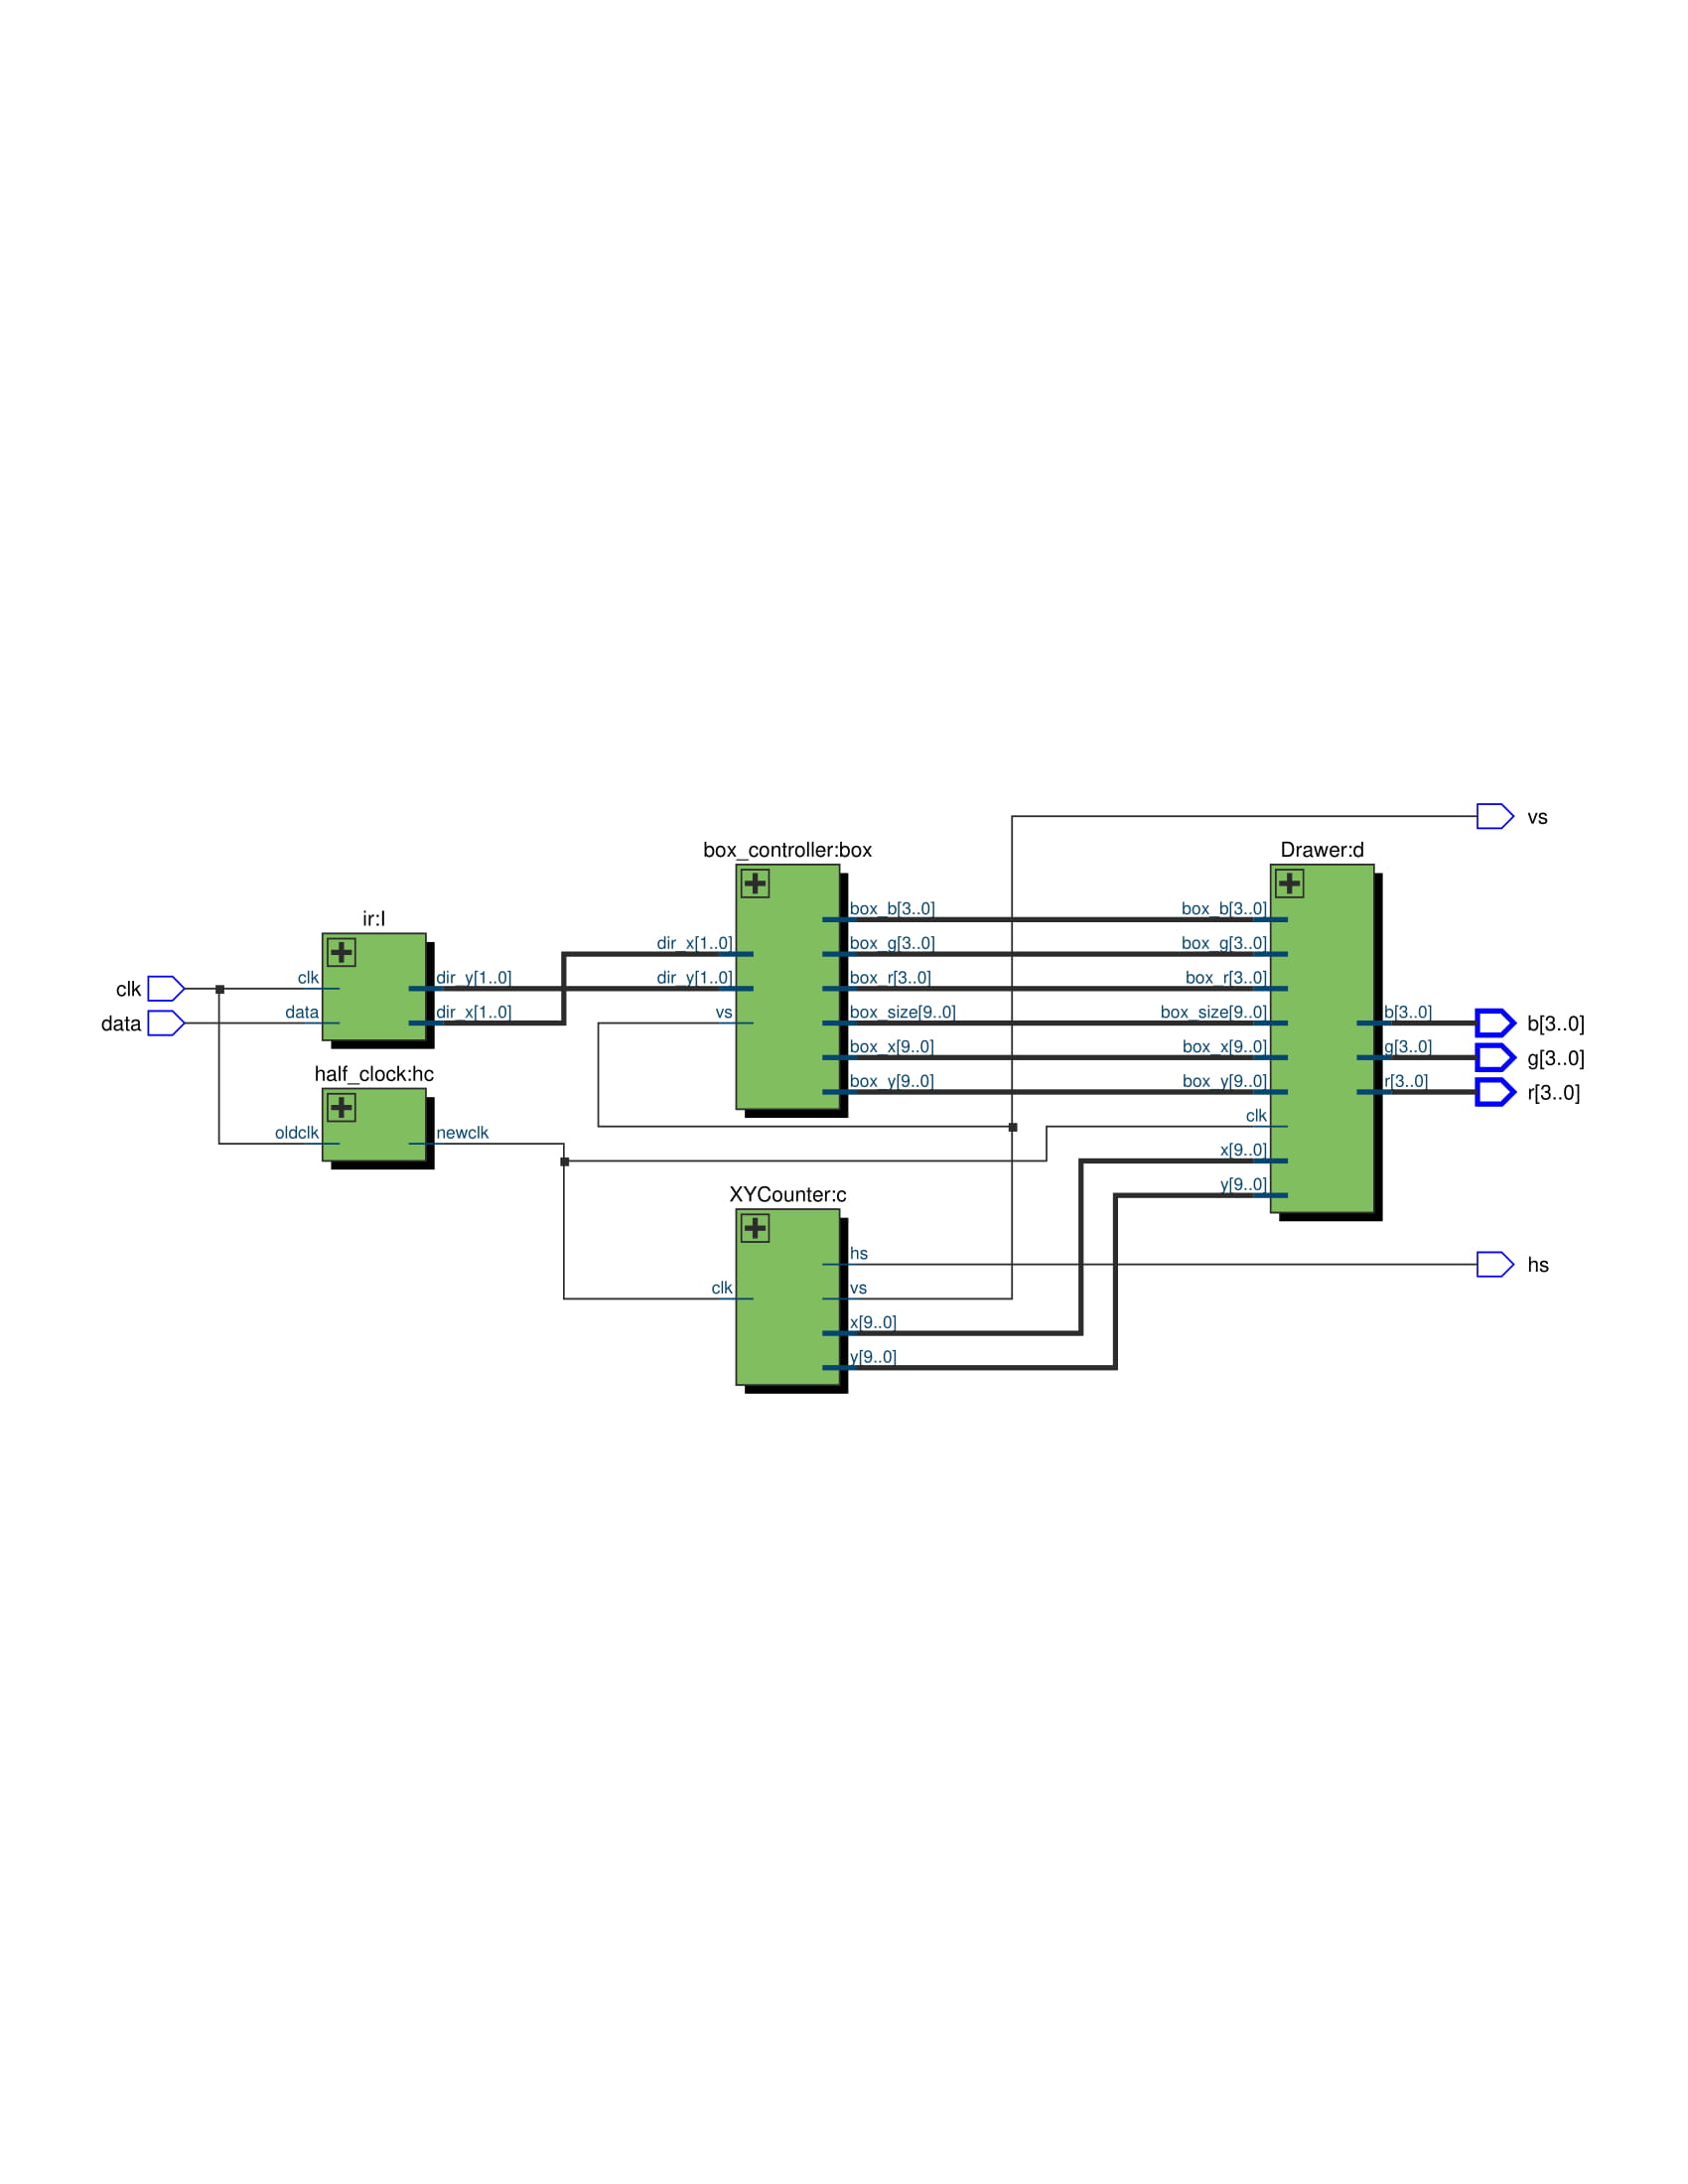 vs
box_controller:box
Drawer:d
box_b[3..0]
box_b[3..0]
ir:I
dir_x[1..0]
box_g[3..0]
box_g[3..0]
clk
clk
dir_y[1..0]
dir_y[1..0]
box_r[3..0]
box_r[3..0]
data
data
dir_x[1..0]
vs
box_size[9..0]
box_size[9..0]
b[3..0]
b[3..0]
box_x[9..0]
box_x[9..0]
g[3..0]
g[3..0]
half_clock:hc
box_y[9..0]
box_y[9..0]
r[3..0]
r[3..0]
clk
oldclk
newclk
x[9..0]
XYCounter:c
y[9..0]
hs
hs
clk
vs
x[9..0]
y[9..0]